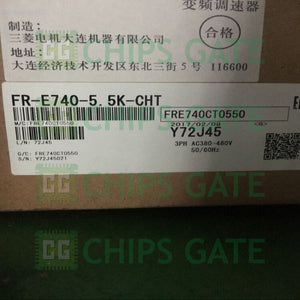 变频调速器
制造：
三菱电机大连机器有限公司
大连经济技术开发区东北三街5号 116600
合格
FR-E740-5.5K-CHT
M/C: FRE740CT0550
FRE740CT0550
2017/02/08
L/N: 72J45
Y72J45
G/C: FRE740CT0550
3PH AC380-480V
S/N: Y72J45021
50/60Hz
CHIPS GATE
CHIPS GATE
CHIPS GATE